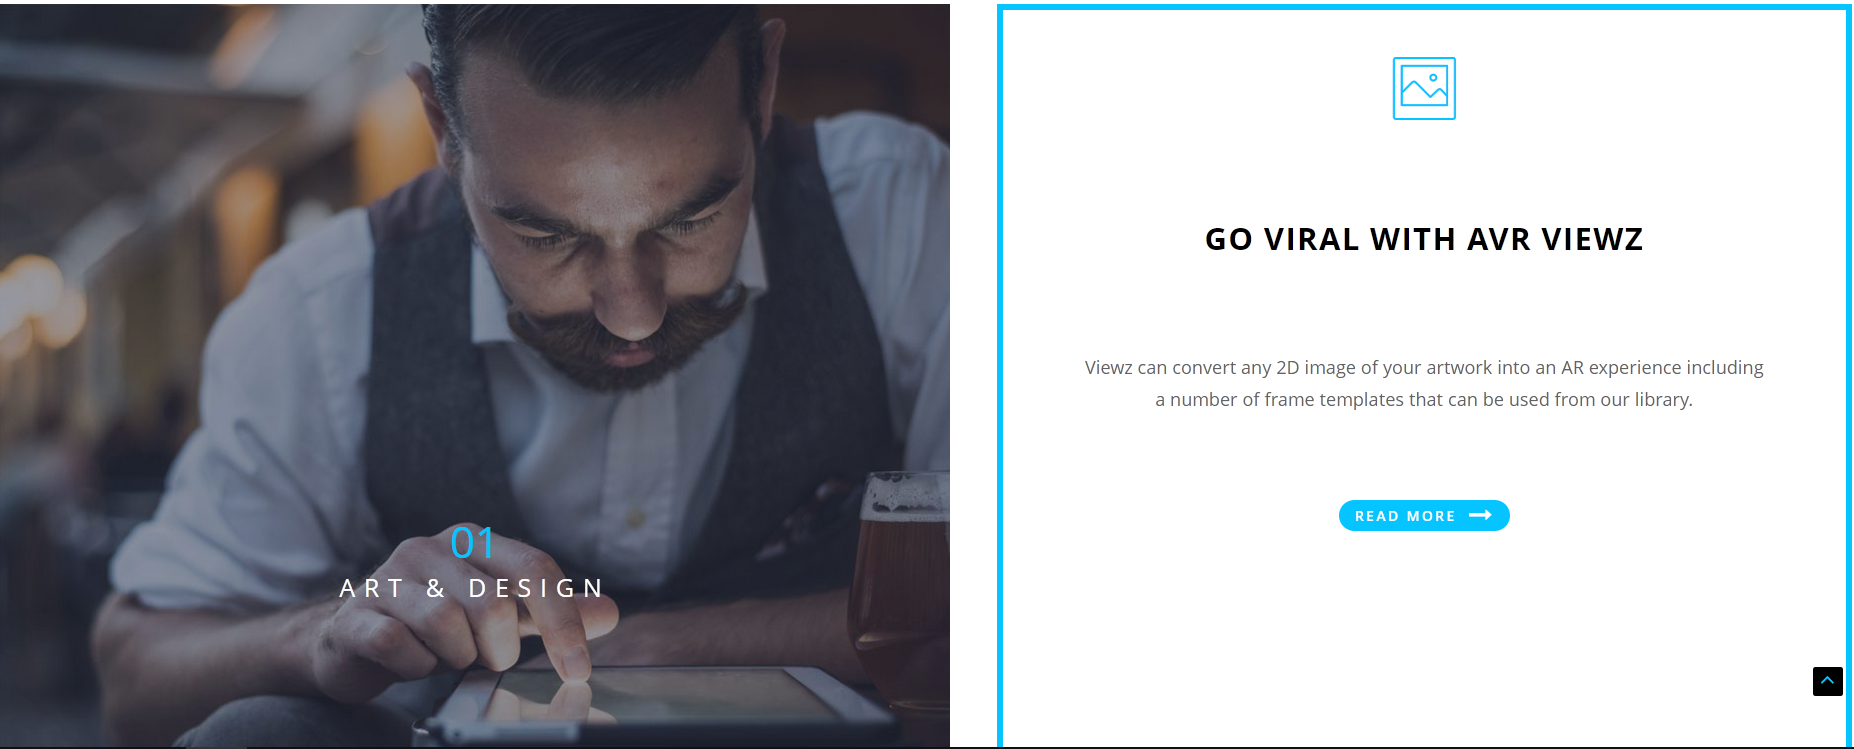 01
ART & DESIGN
GO VIRAL WITH AVR VIEWZ
Viewz can convert any 2D image of your artwork into an AR experience including
a number of frame templates that can be used from our library.
READ MORE